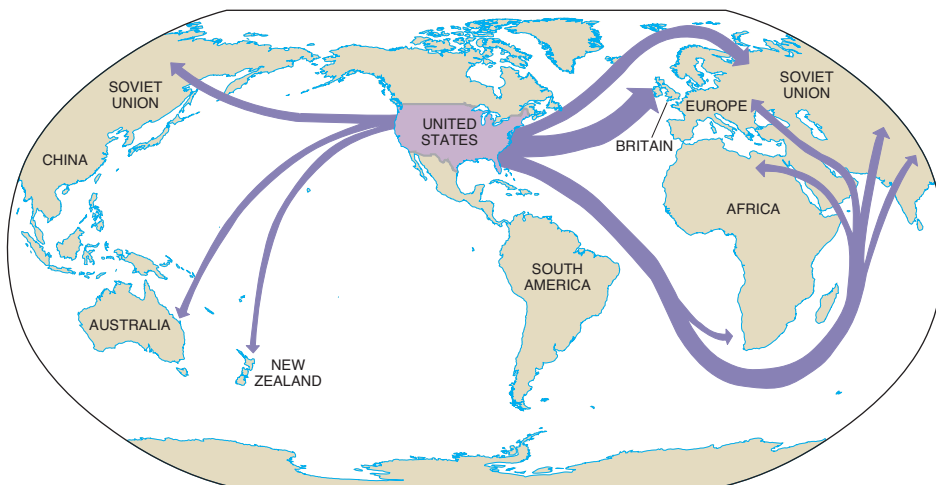 SOVIET
UNION
CHINA
UNITED
STATES
BRITAIN
EUROPE
SOVIET
UNION
AFRICA
SOUTH
AMERICA
AUSTRALIA
NEW
ZEALAND